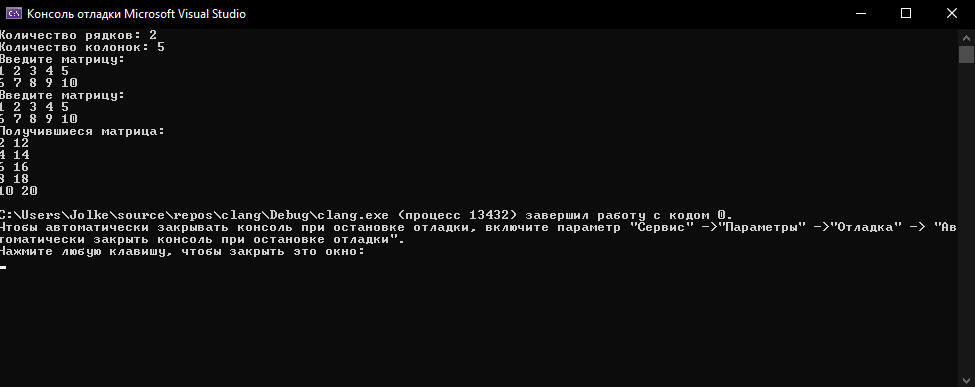 Консоль отладки Microsoft Visual Studio
Количество рядков: 2
Количество колонок: 5
Введите матрицу:
1 2 3 4 5
6 7 8 9 10
Введите матрицу:
1 2 3 4 5
6 7 8 9 10
Получившиеся матрица:
2 12
4 14
6 16
8 18
10 20
C:\Users\Jolke\source\repos\clang\Debug\clang.exe (процесс 13432) завершил работу с кодом 0.
Чтобы автоматически закрывать консоль при остановке отладки, включите параметр "Сервис" ->"Параметры" ->"Отладка" -> "Ав
томатически закрыть консоль при остановке отладки".
Нажмите любую клавишу, чтобы закрыть это окно: